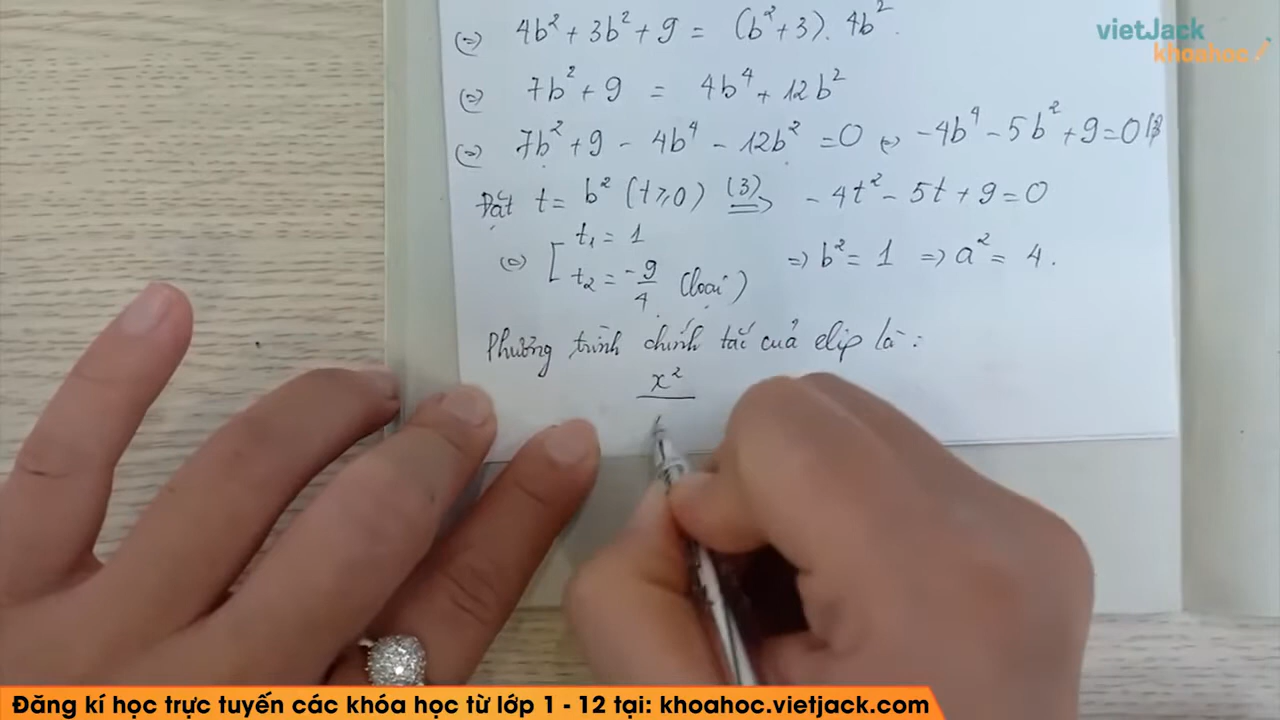 vietJack
khoahoc
(=) 4b² + 3b² + 9 = (b² + 3). 4b².
(=) 7b² + 9 = 4b⁴ + 12b²
(=) 7b² + 9 - 4b⁴ - 12b² = 0 (=) -4b⁴ - 5b² + 9 = 0 (3)
Đặt t = b² (t ≥ 0) (3) => -4t² - 5t + 9 = 0
(=) [ t₁ = 1
t₂ = -9/4 (loại) => b² = 1 => a² = 4.
Phương trình chính tắc của elip là:
x²
Đăng kí học trực tuyến các khóa học từ lớp 1 - 12 tại: khoahoc.vietjack.com